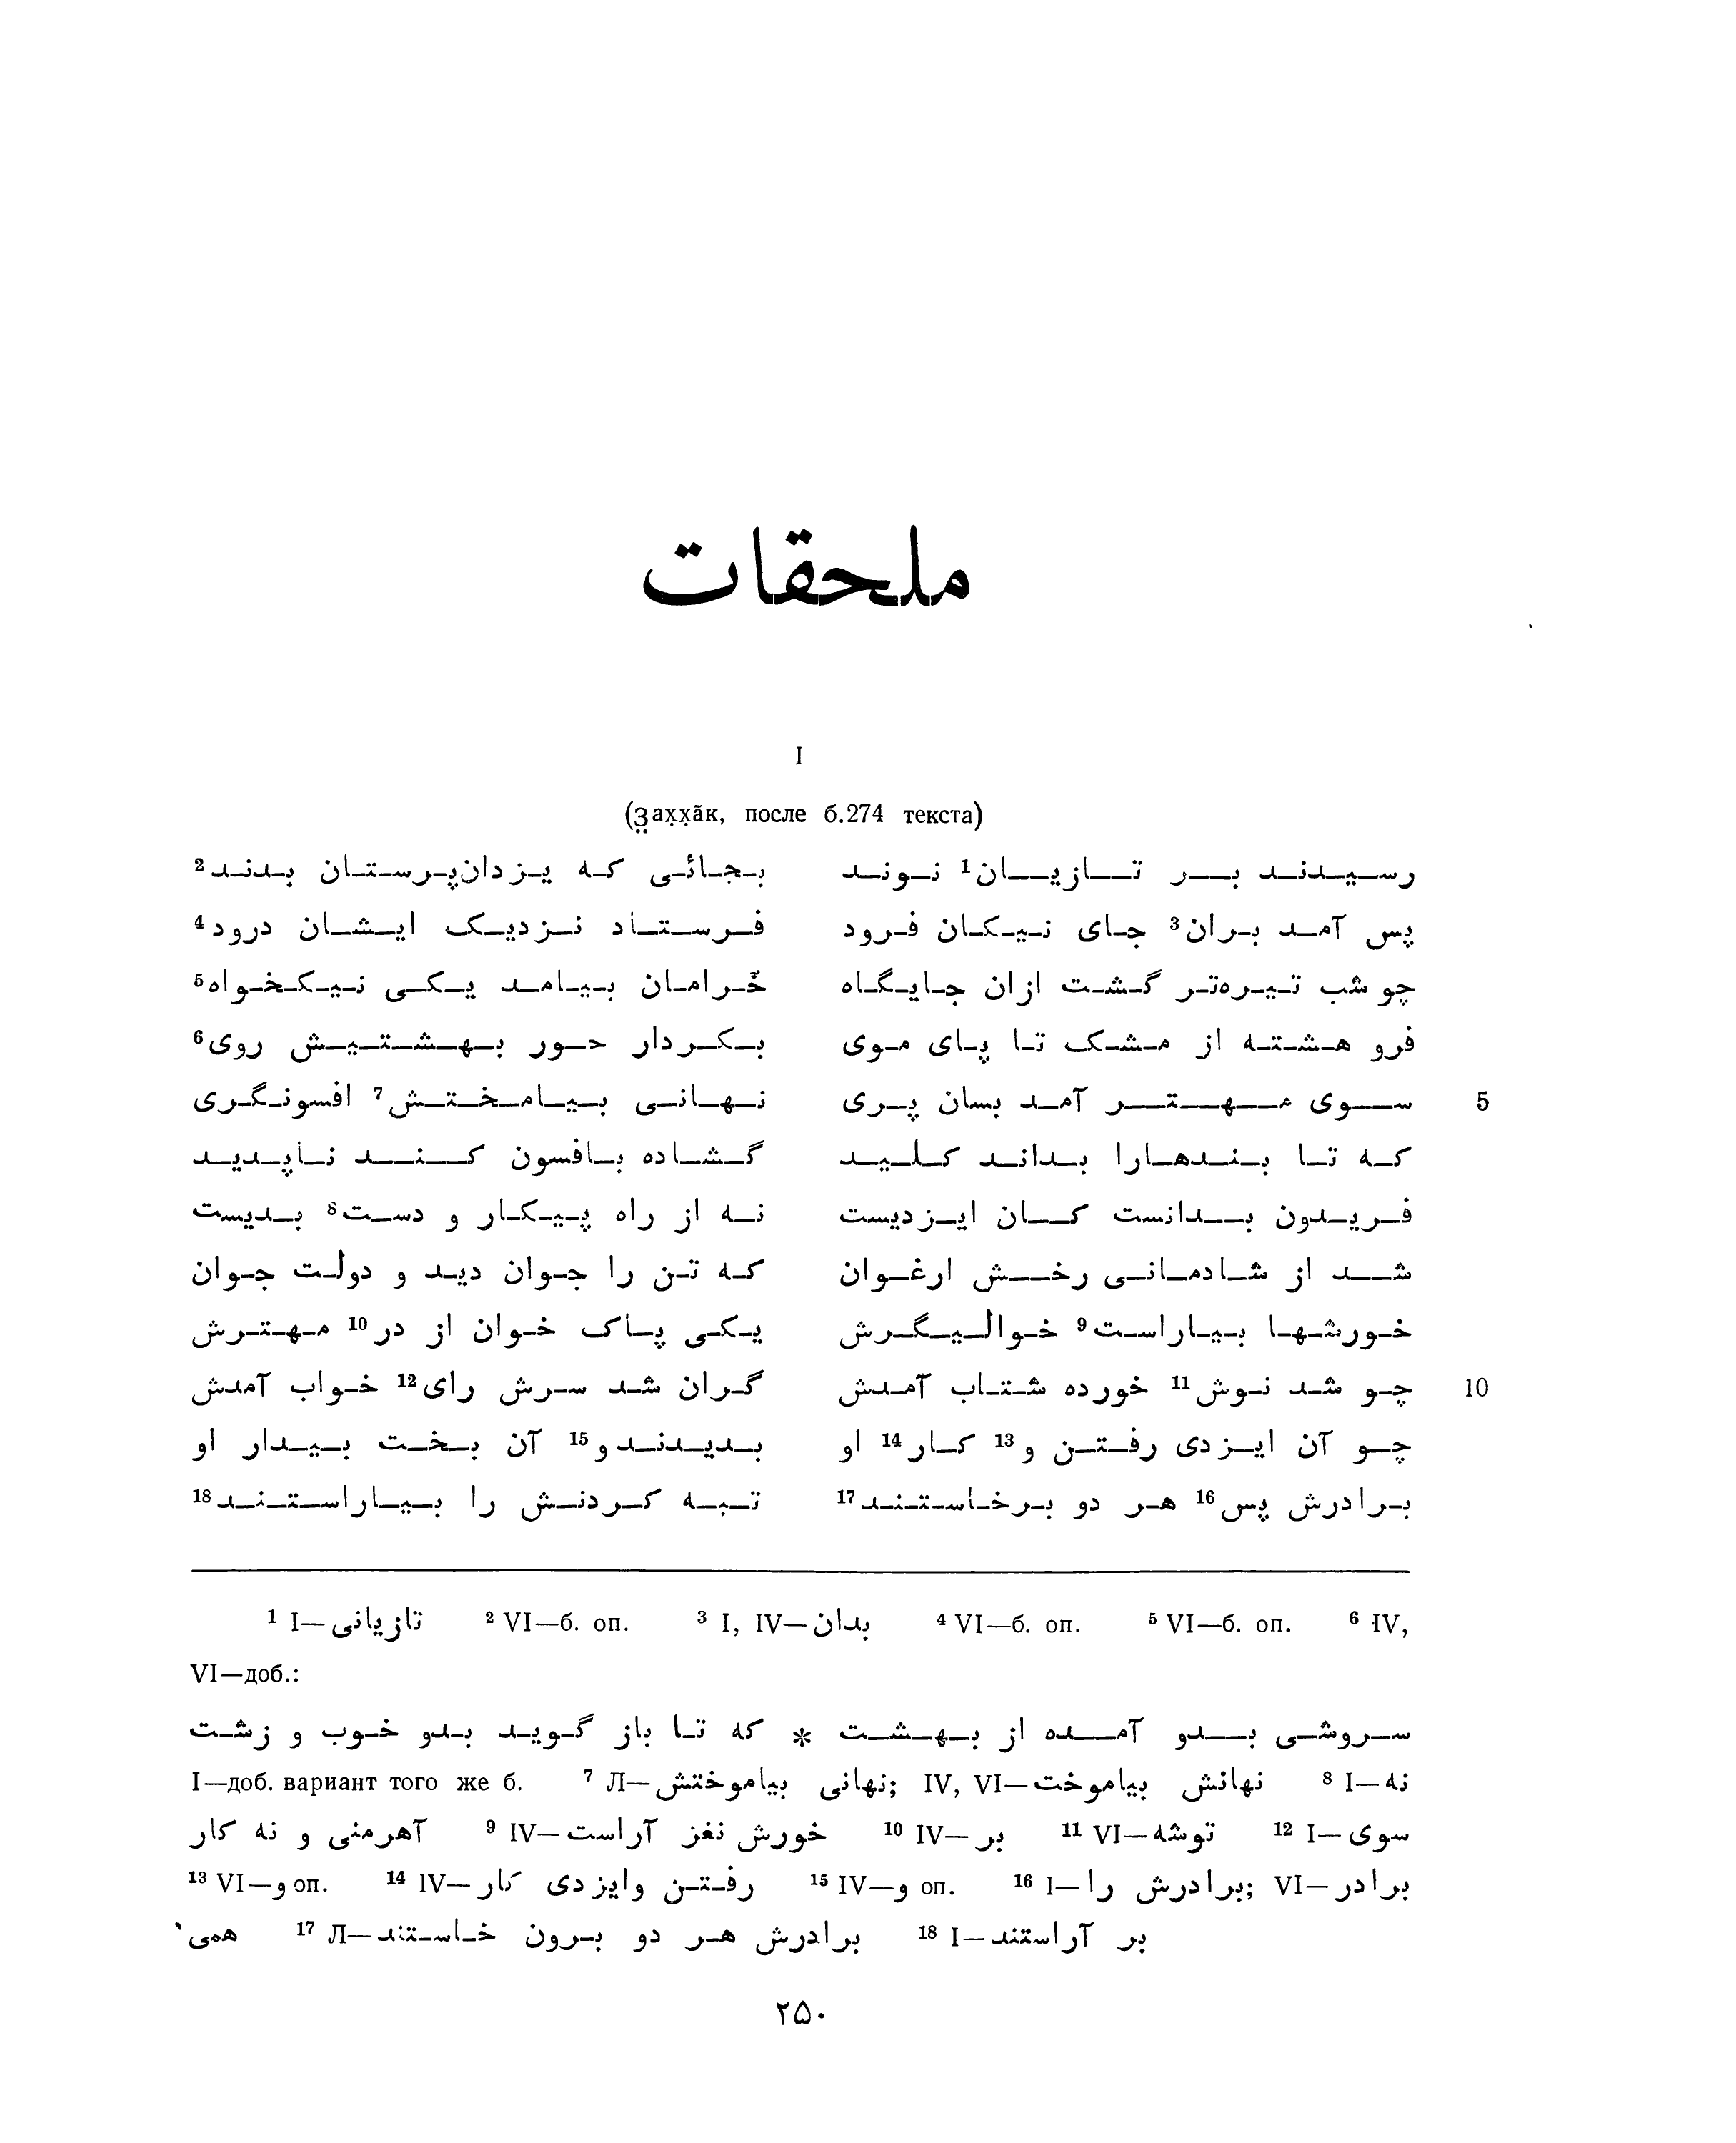 ملحقات
I
(З̤аҳҳāк, после б.274 текста)
رسیدند بر تازیان¹ نوند بجائی که یزدان‌پرستان بدند²
پس آمد بران³ جای نیکان فرود فرستاد نزدیک ایشان درود⁴
چو شب تیره‌تر گشت ازان جایگاه خرامان بیامد یکی نیکخواه⁵
فرو هشته از مشک تا پای موی بکردار حور بهشتیش روی⁶
سوی مهتر آمد بسان پری نهانی بیامختش⁷ افسونگری 5
که تا بندهارا بداند کلید گشاده بافسون کند ناپدید
فریدون بدانست کان ایزدیست نه از راه پیکار و دست⁸ بدیست
شد از شادمانی رخش ارغوان که تن را جوان دید و دولت جوان
خورشها بیاراست⁹ خوالیگرش یکی پاک خوان از در¹⁰ مهترش
چو شد نوش¹¹ خورده شتاب آمدش گران شد سرش رای¹² خواب آمدش 10
چو آن ایزدی رفتن و¹³ کار¹⁴ او بدیدند و¹⁵ آن بخت بیدار او
برادرش پس¹⁶ هر دو برخاستند¹⁷ تبه کردنش را بیاراستند¹⁸
¹ I—تازیانی ² VI—б. оп. ³ I, IV—بدان ⁴ VI—б. оп. ⁵ VI—б. оп. ⁶ IV,
VI—доб.:
سروشی بدو آمده از بهشت * که تا باز گوید بدو خوب و زشت
I—доб. вариант того же б. ⁷ Л—نهانی بیاموختش; IV, VI—نهانش بیاموخت ⁸ I—نه
آهرمنی و نه کار ⁹ IV—خورش نغز آراست ¹⁰ IV—بر ¹¹ VI—توشه ¹² I—سوی
¹³ VI—و оп. ¹⁴ IV—رفتن وایزدی کار ¹⁵ IV—و оп. ¹⁶ I—برادرش را; VI—برادر
همی ¹⁷ Л—برادرش هر دو برون خاستند ¹⁸ I—بر آراستند
۲۵۰